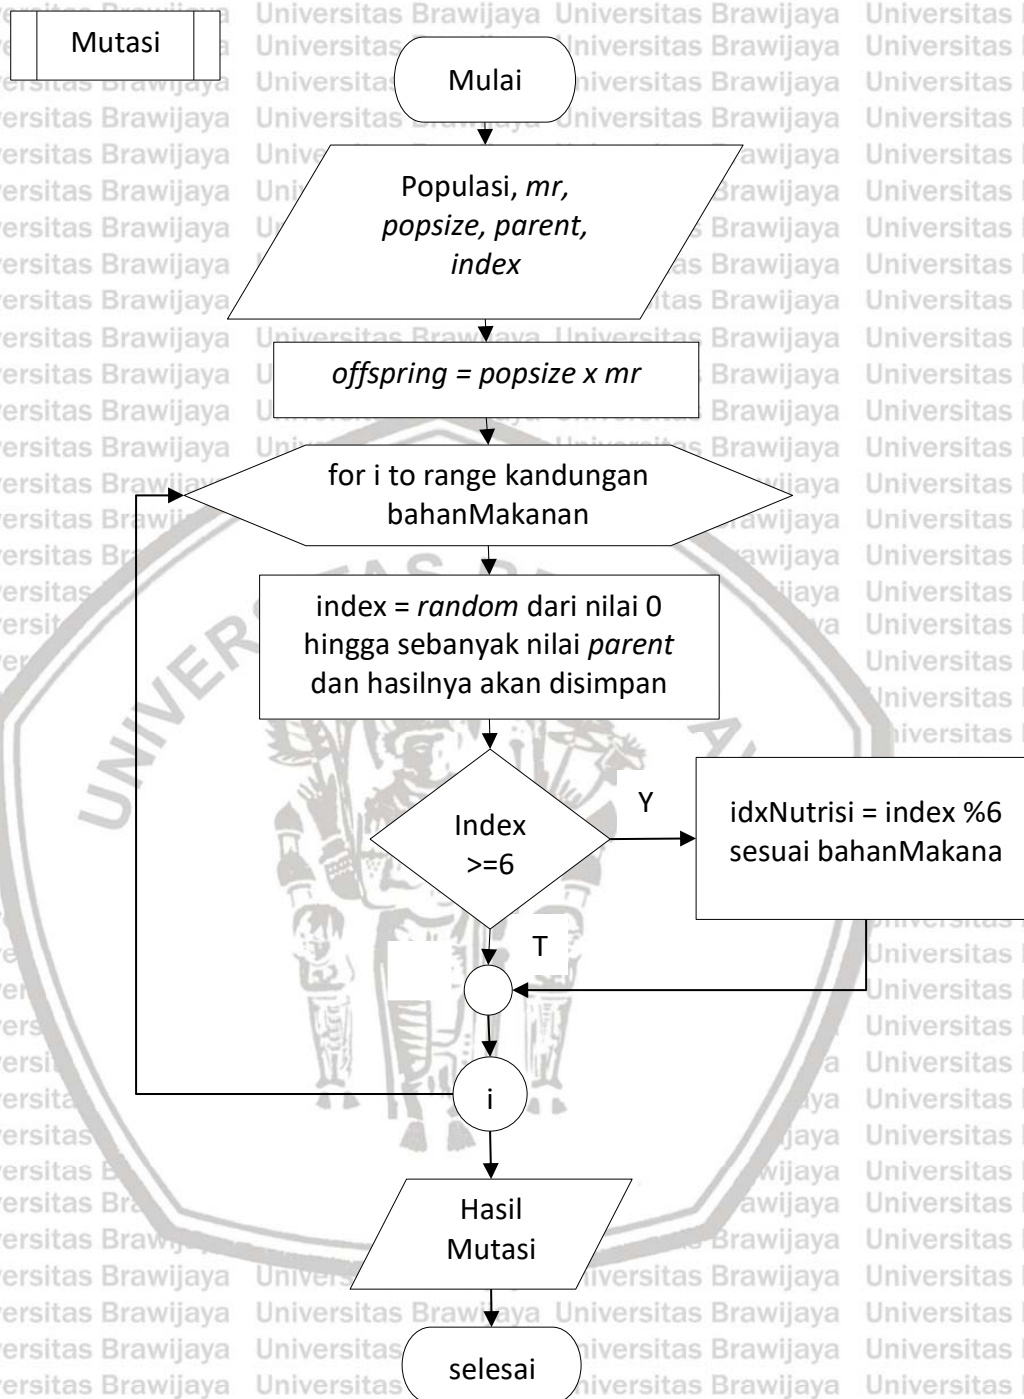 Mutasi
Mulai
Populasi, mr,
popsize, parent,
index
offspring = popsize x mr
for i to range kandungan
bahanMakanan
index = random dari nilai 0
hingga sebanyak nilai parent
dan hasilnya akan disimpan
Index
>=6
Y
idxNutrisi = index %6
sesuai bahanMakana
T
i
Hasil
Mutasi
selesai